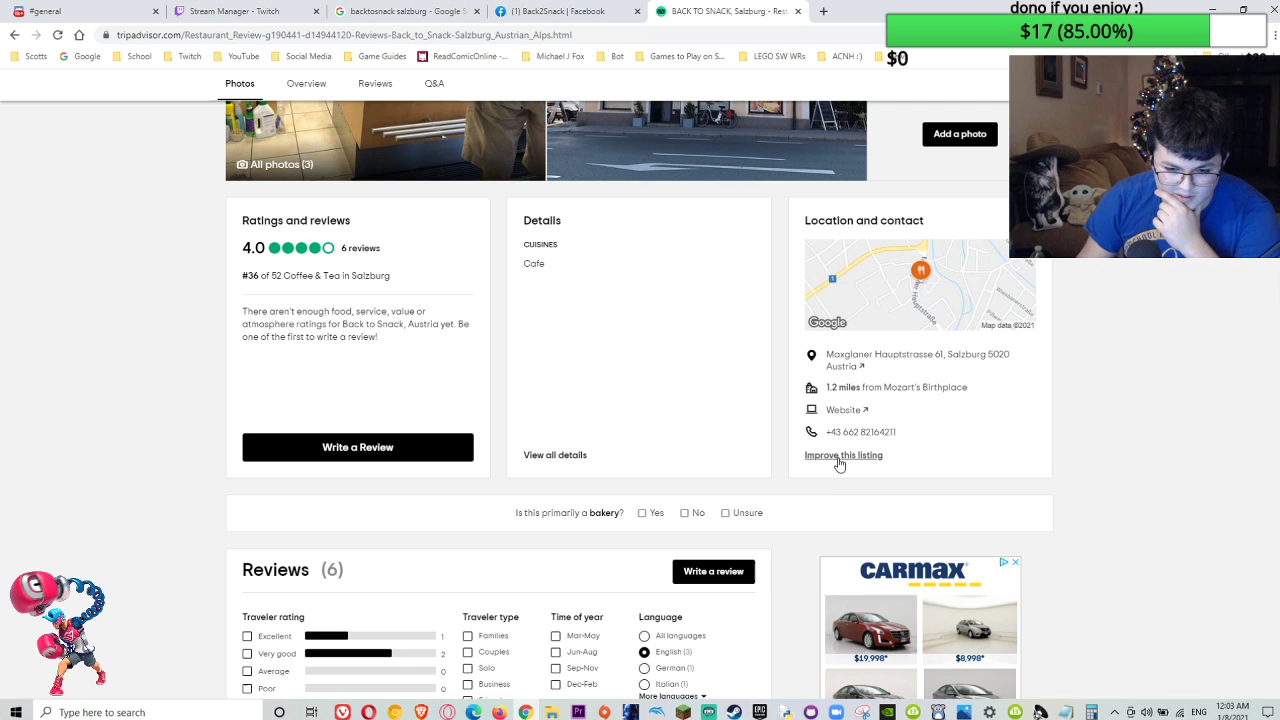 dono if you enjoy :)
$17 (85.00%)
$0
#general
Stream Manager - Twitch
backtosnack salzburg - Google S
(1) Back2Snack | Facebook
BACK TO SNACK, Salzburg - Rest
tripadvisor.com/Restaurant_Review-g190441-d14944120-Reviews-Back_to_Snack-Salzburg_Austrian_Alps.html
Scotts
Google
School
Twitch
YouTube
Social Media
Game Guides
ReadComicOnline -...
Michael J Fox
Bot
Games to Play on S...
LEGO SW WRs
ACNH :)
Photos
Overview
Reviews
Q&A
All photos (3)
Add a photo
Ratings and reviews
4.0
6 reviews
#36 of 52 Coffee & Tea in Salzburg
There aren't enough food, service, value or
atmosphere ratings for Back to Snack, Austria yet. Be
one of the first to write a review!
Write a Review
Details
CUISINES
Cafe
View all details
Location and contact
1
Google
Map data ©2021
Maxglaner Hauptstrasse 61, Salzburg 5020
Austria
1.2 miles from Mozart's Birthplace
Website
+43 662 82164211
Improve this listing
Is this primarily a bakery?
Yes
No
Unsure
Reviews (6)
Write a review
Traveler rating
Excellent 1
Very good 2
Average 0
Poor 0
Traveler type
Families
Couples
Solo
Business
Time of year
Mar-May
Jun-Aug
Sep-Nov
Dec-Feb
Language
All languages
English (3)
German (1)
Italian (1)
More languages
CARMAX
$19,998*
$8,998*
Type here to search
12:03 AM
1/8/2021